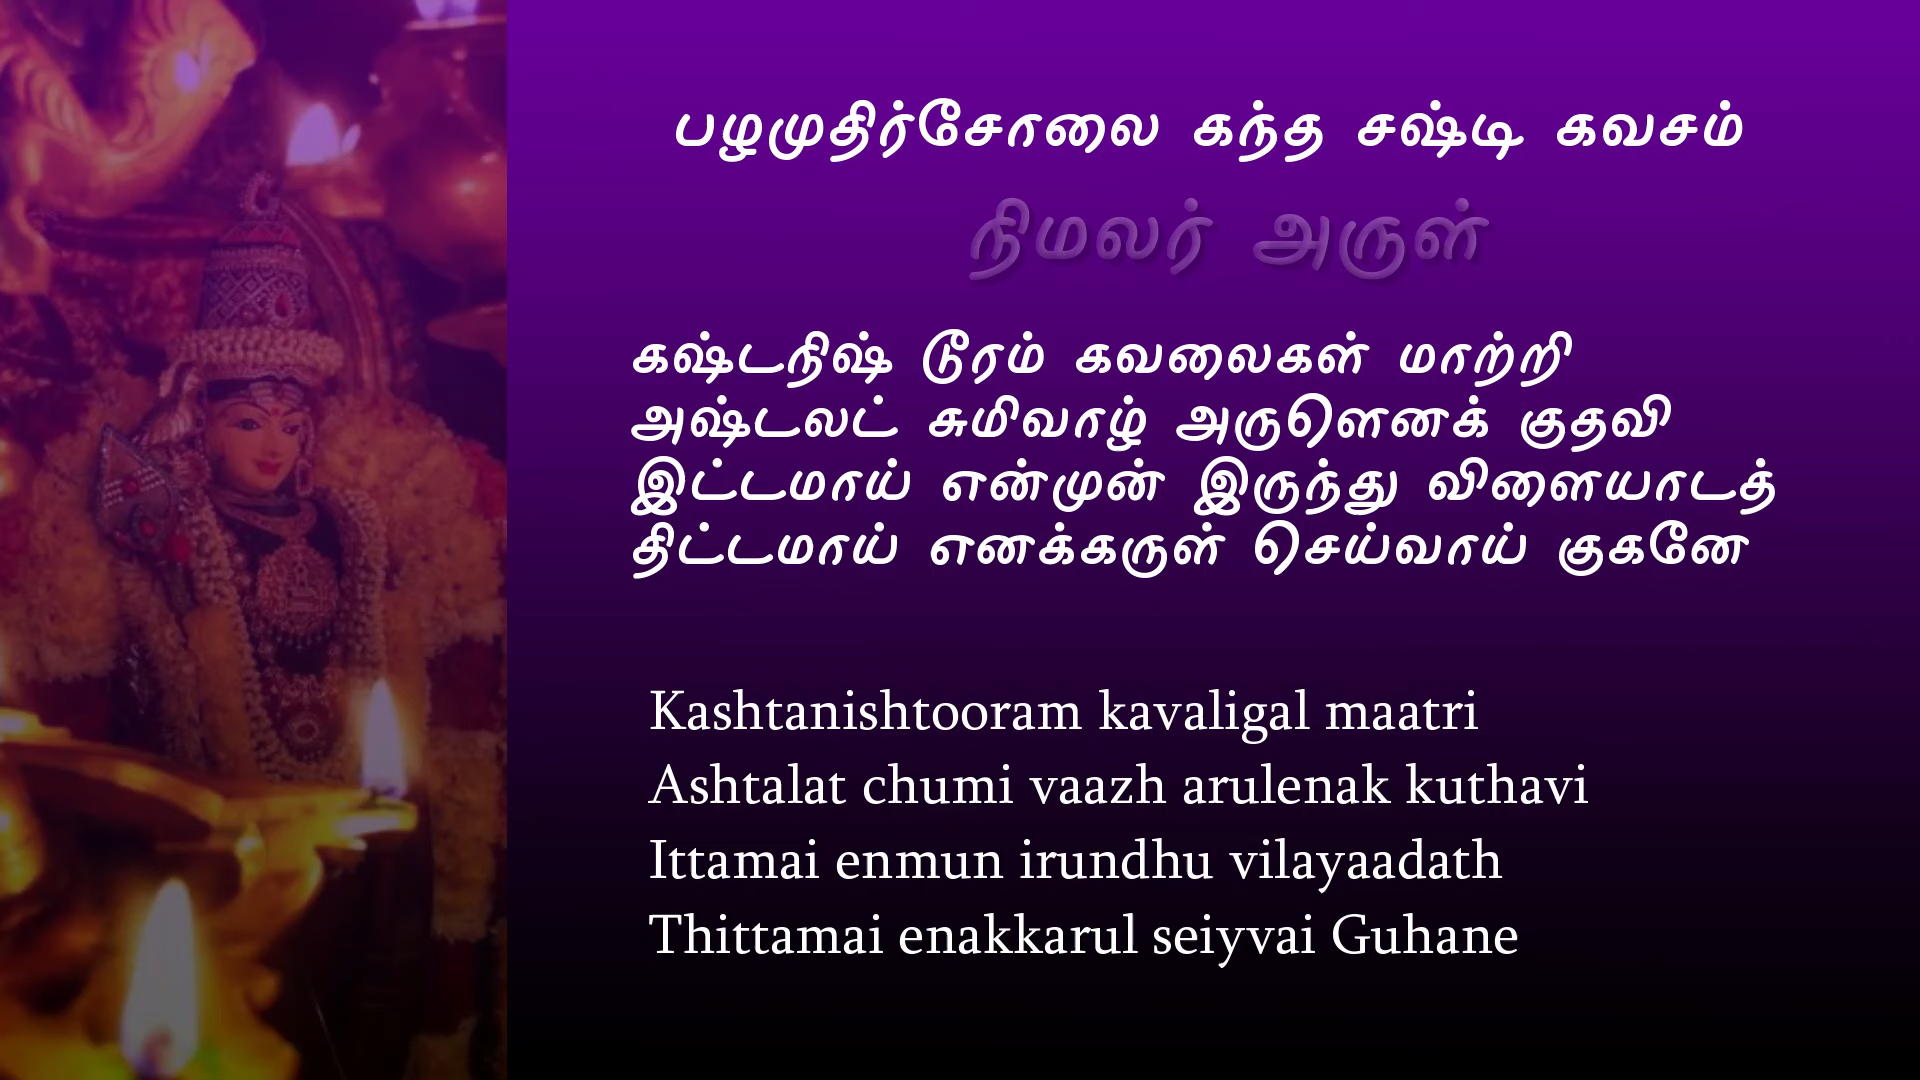 பழமுதிர்சோலை கந்த சஷ்டி கவசம்
நிமலர் அருள்
கஷ்டநிஷ் டூரம் கவலைகள் மாற்றி
அஷ்டலட் சுமிவாழ் அருளெனக் குதவி
இட்டமாய் என்முன் இருந்து விளையாடத்
திட்டமாய் எனக்கருள் செய்வாய் குகனே
Kashtanishtooram kavaligal maatri
Ashtalat chumi vaazh arulenak kuthavi
Ittamai enmun irundhu vilayaadath
Thittamai enakkarul seiyvai Guhane